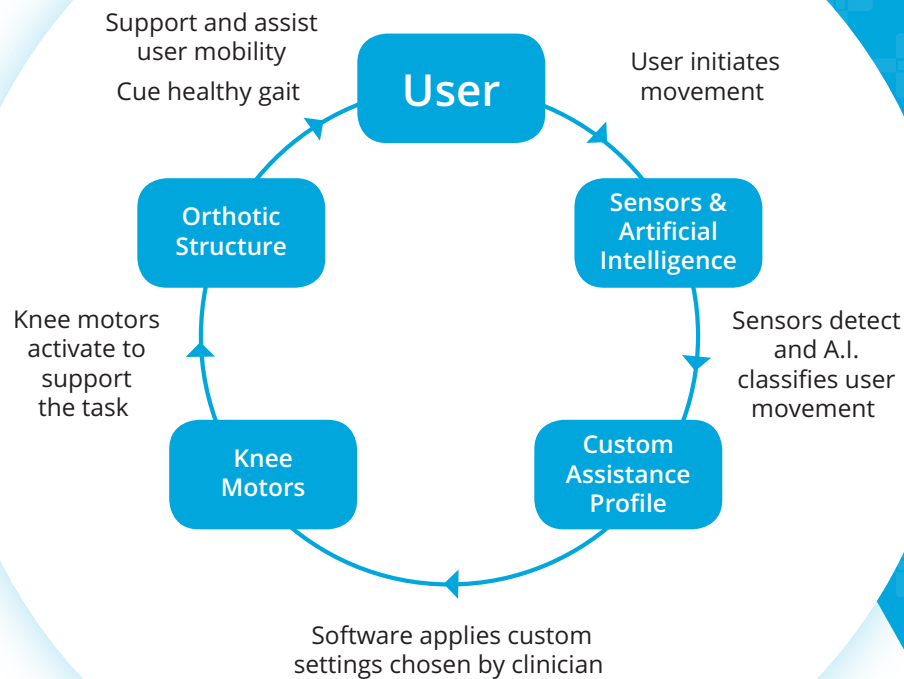 Support and assist
user mobility
Cue healthy gait
User
User initiates
movement
Sensors &
Artificial
Intelligence
Sensors detect
and A.I.
classifies user
movement
Custom
Assistance
Profile
Software applies custom
settings chosen by clinician
Knee
Motors
Knee motors
activate to
support
the task
Orthotic
Structure